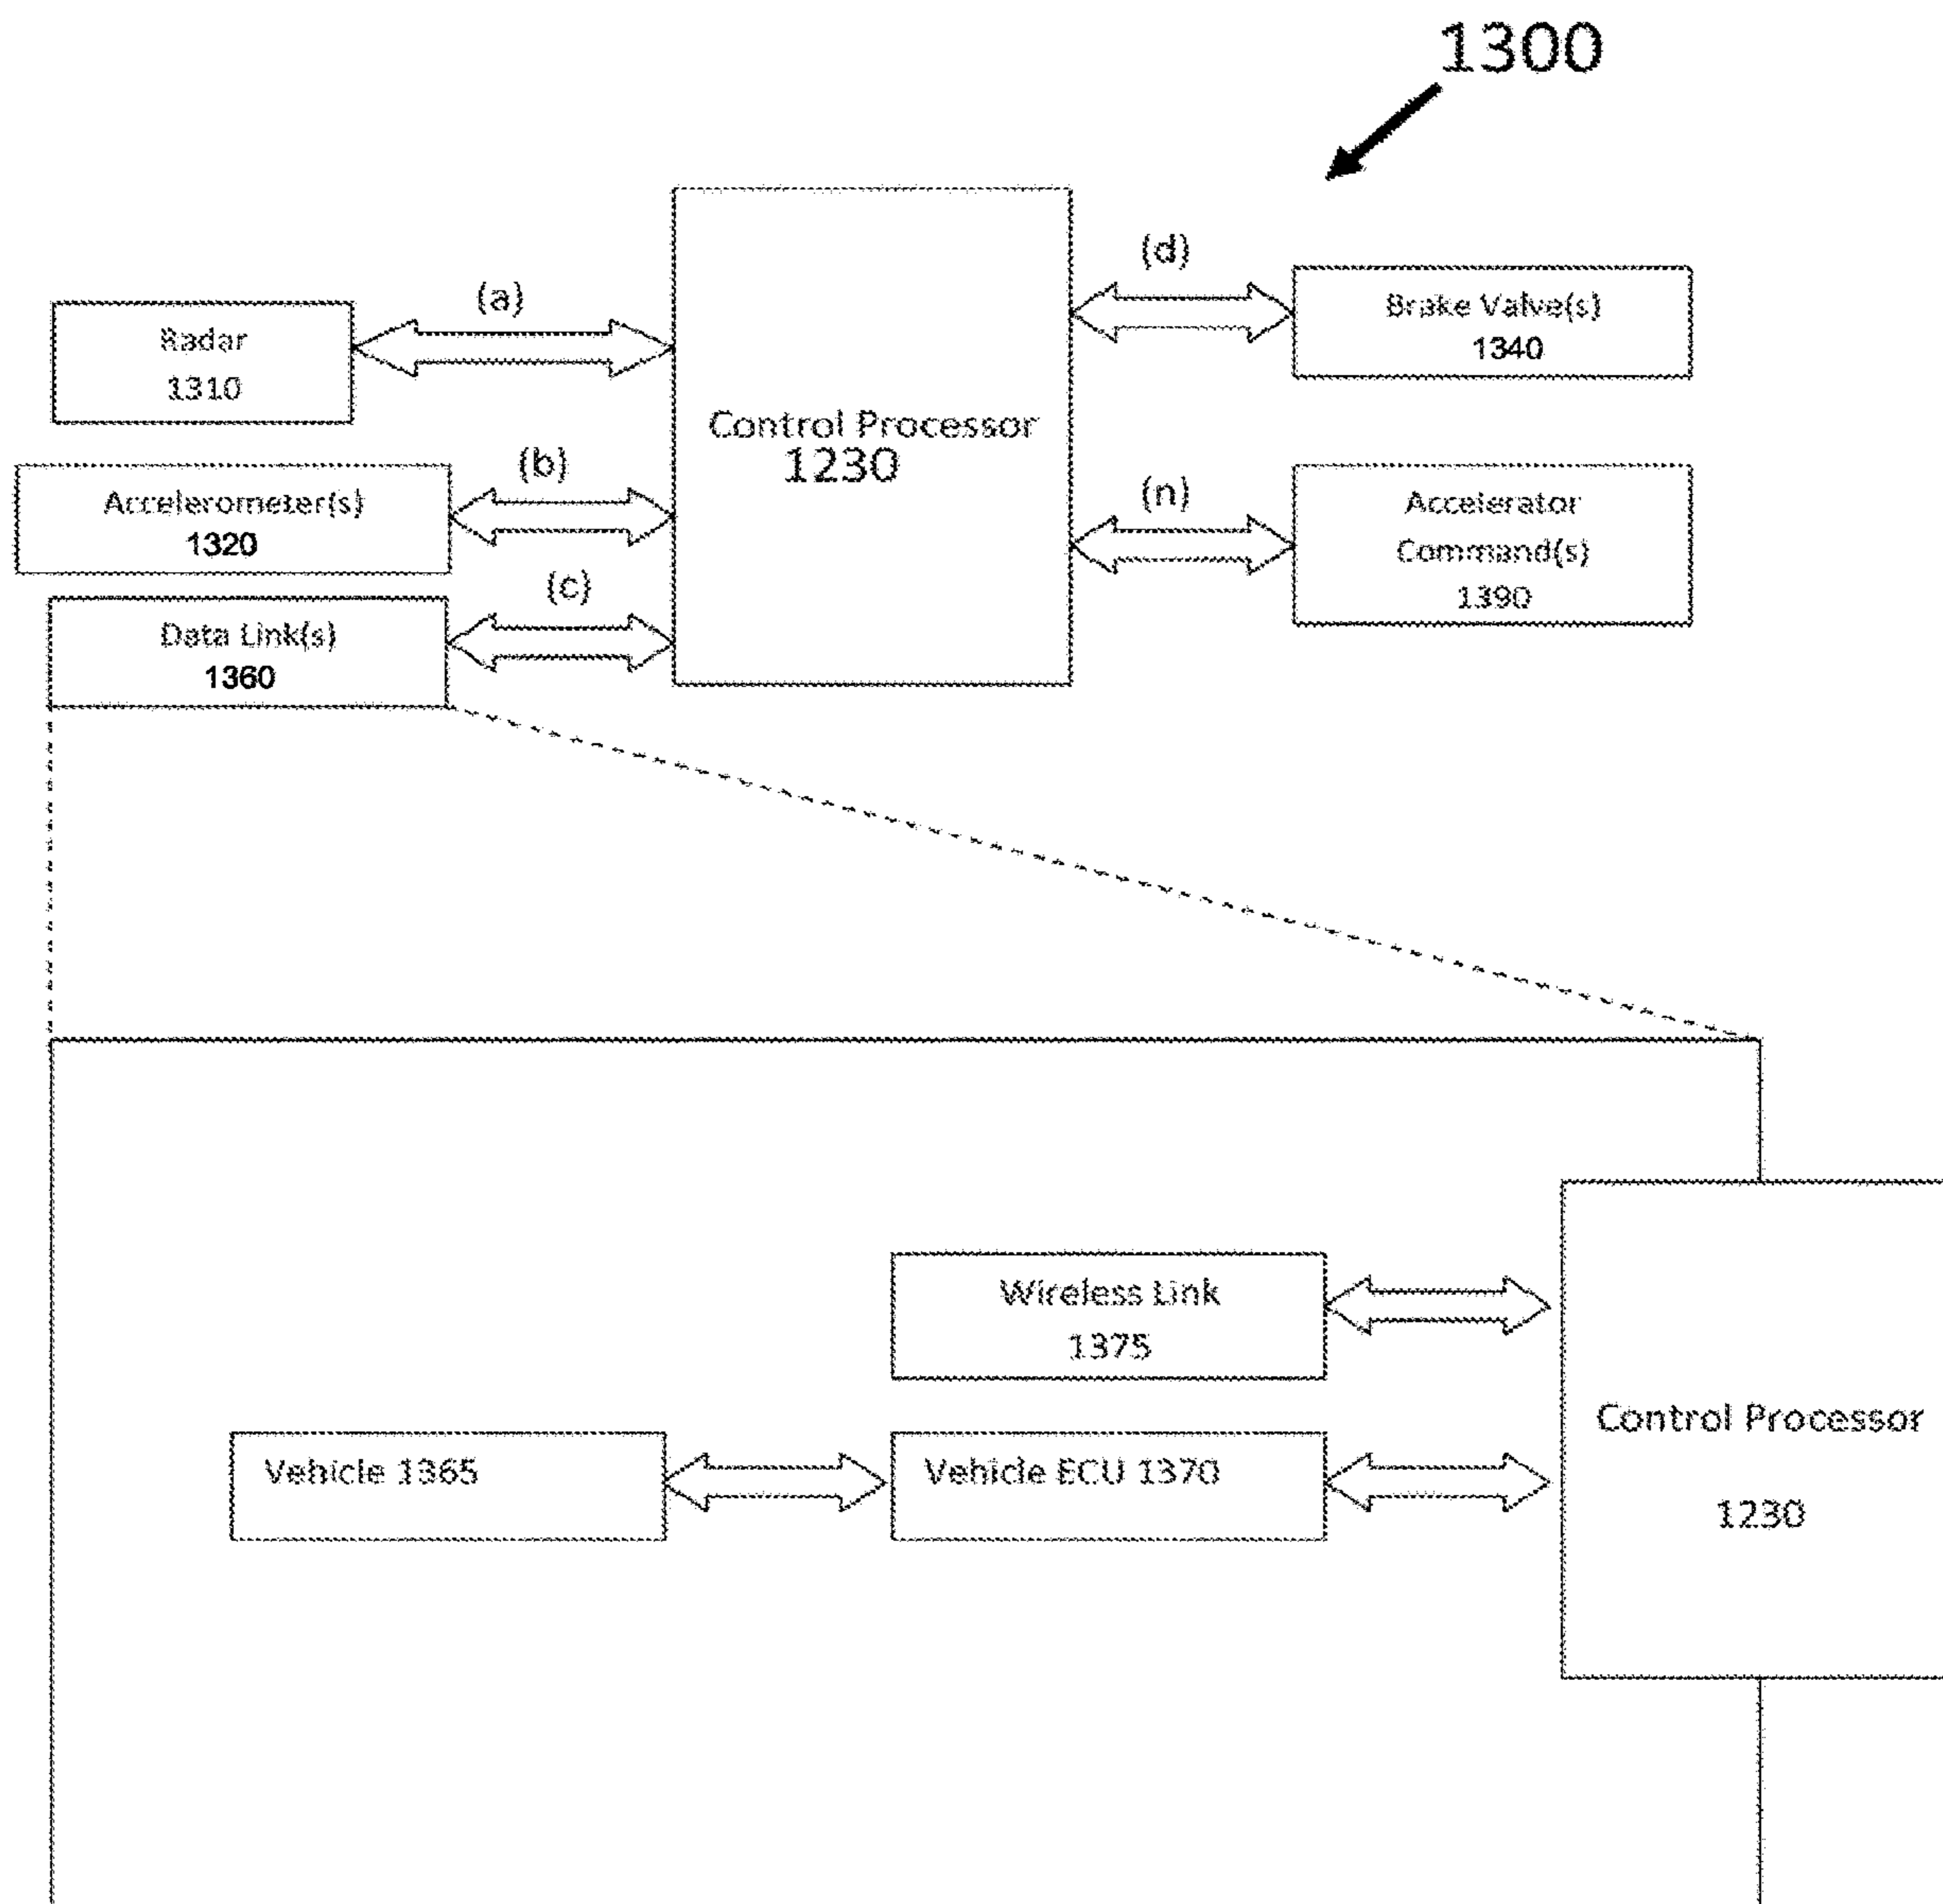 1300
(a)
Radar
1310
(b)
Accelerometer(s)
1320
(c)
Data Link(s)
1360
Control Processor
1230
(d)
Brake Valve(s)
1340
(n)
Accelerator
Command(s)
1390
Wireless Link
1375
Vehicle 1365
Vehicle ECU 1370
Control Processor
1230